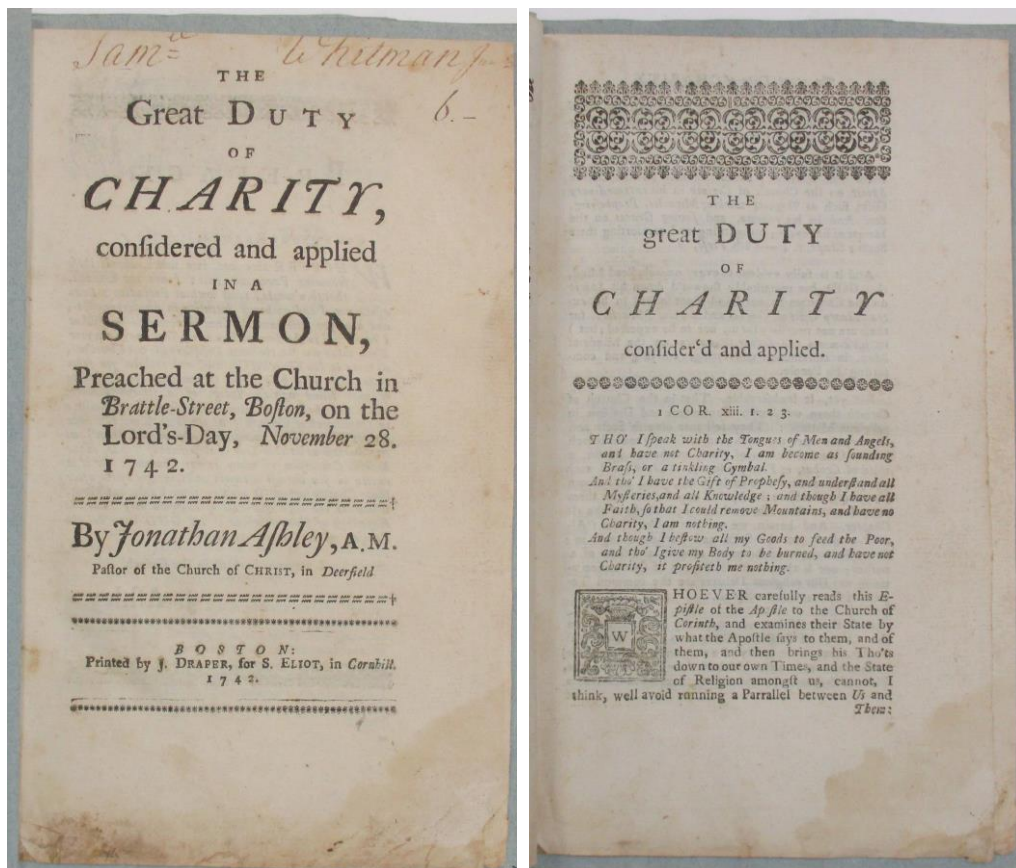 Sam.ll Whitman Junr
6.-
THE
Great DUTY
OF
CHARITY,
conſidered and applied
IN A
SERMON,
Preached at the Church in
Brattle-Street, Boſton, on the
Lord's-Day, November 28.
1742.
By Jonathan Aſhley, A.M.
Paſtor of the Church of CHRIST, in Deerfield
BOSTON:
Printed by J. DRAPER, for S. ELIOT, in Cornhill.
1742.
THE
great DUTY
OF
CHARITY
conſider‘d and applied.
1 COR. xiii. 1. 2 3.
THO' I ſpeak with the Tongues of Men and Angels,
and have not Charity, I am become as ſounding
Braſs, or a tinkling Cymbal.
And tho' I have the Gift of Propheſy, and underſtand all
Myſteries, and all Knowledge ; and though I have all
Faith, ſo that I could remove Mountains, and have no
Charity, I am nothing.
And though I beſtow all my Goods to feed the Poor,
and tho' I give my Body to be burned, and have not
Charity, it profiteth me nothing.
WHOEVER carefully reads this E-
piſtle of the Apoſtle to the Church of
Corinth, and examines their State by
what the Apoſtle ſays to them, and of
them, and then brings his Tho'ts
down to our own Times, and the State
of Religion amongſt us, cannot, I
think, well avoid running a Parrallel between Us and
Them: